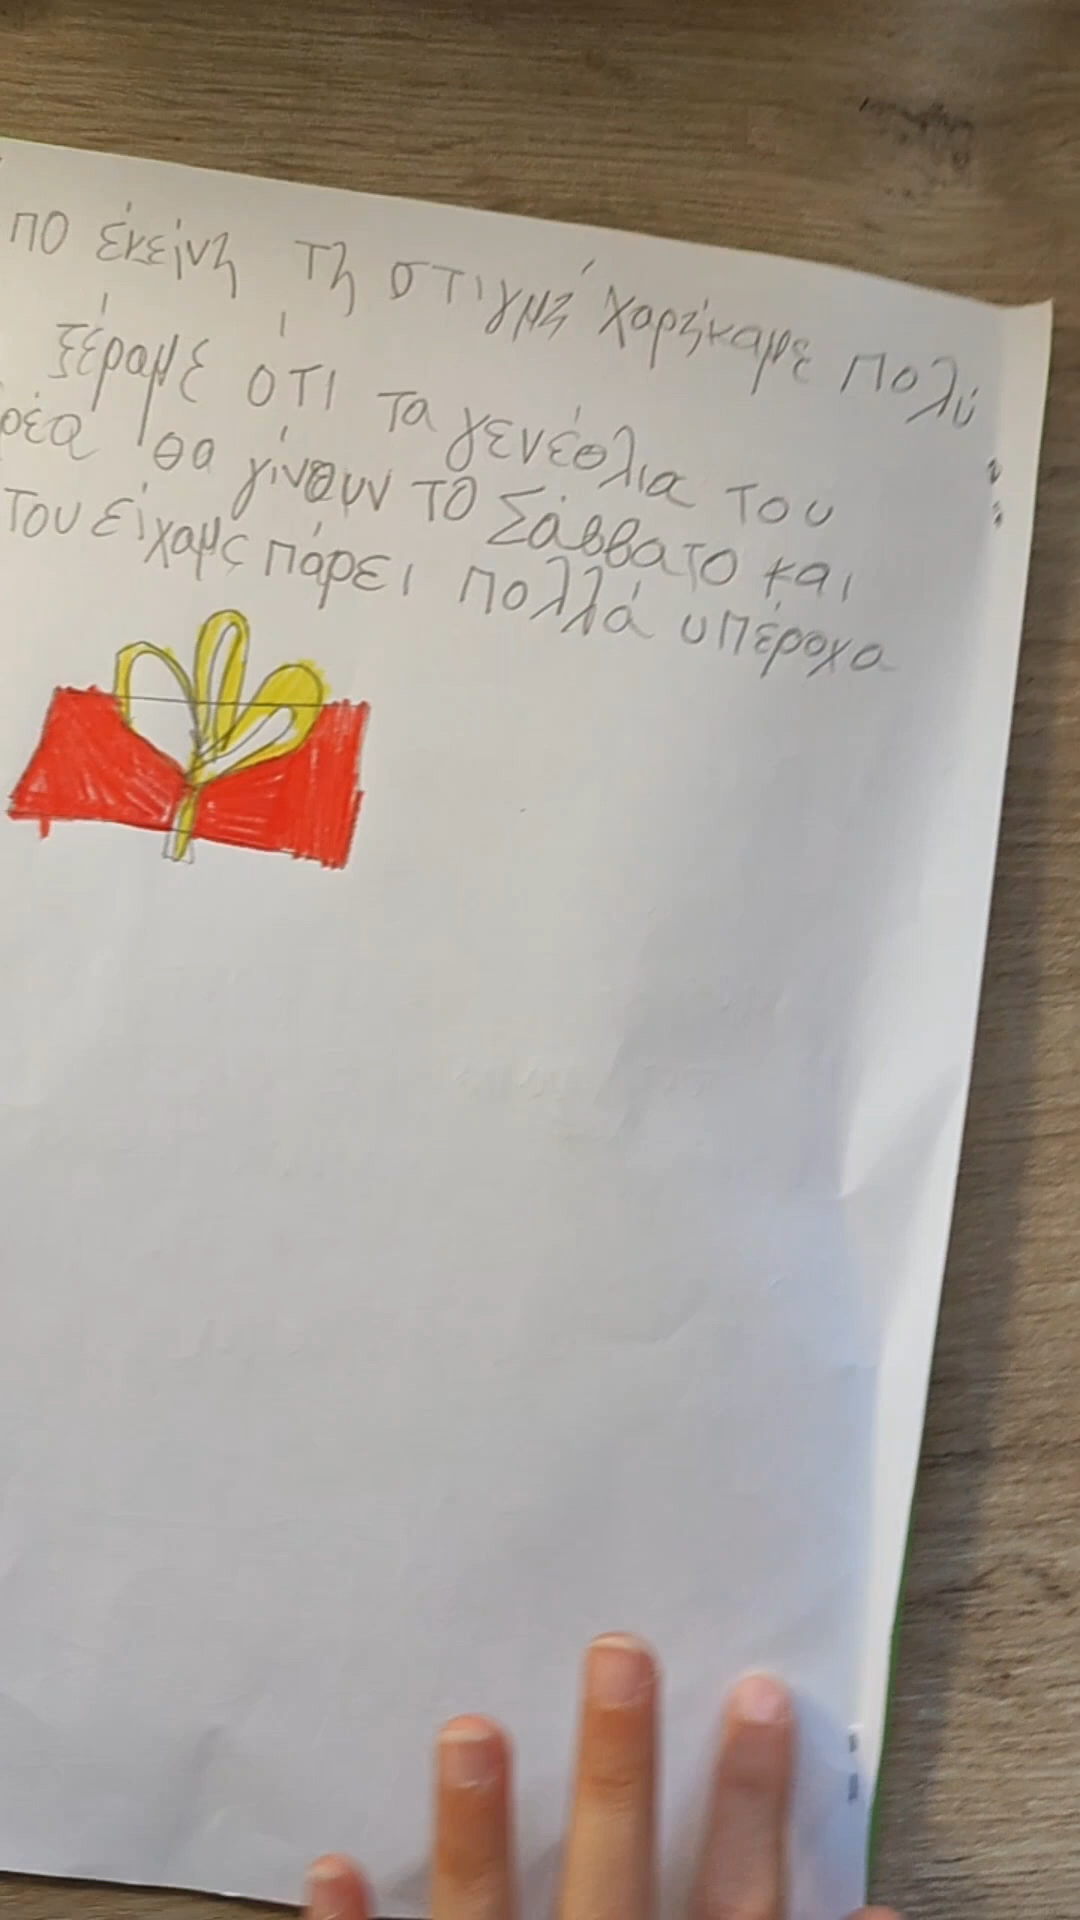 πο έκείνη τη στιγμή χαρήκαμε πολύ
ξέραμε ότι τα γενέθλια του
ρέα θα γίνουν το Σάββατο και
του είχαμε πάρει πολλά υπέροχα